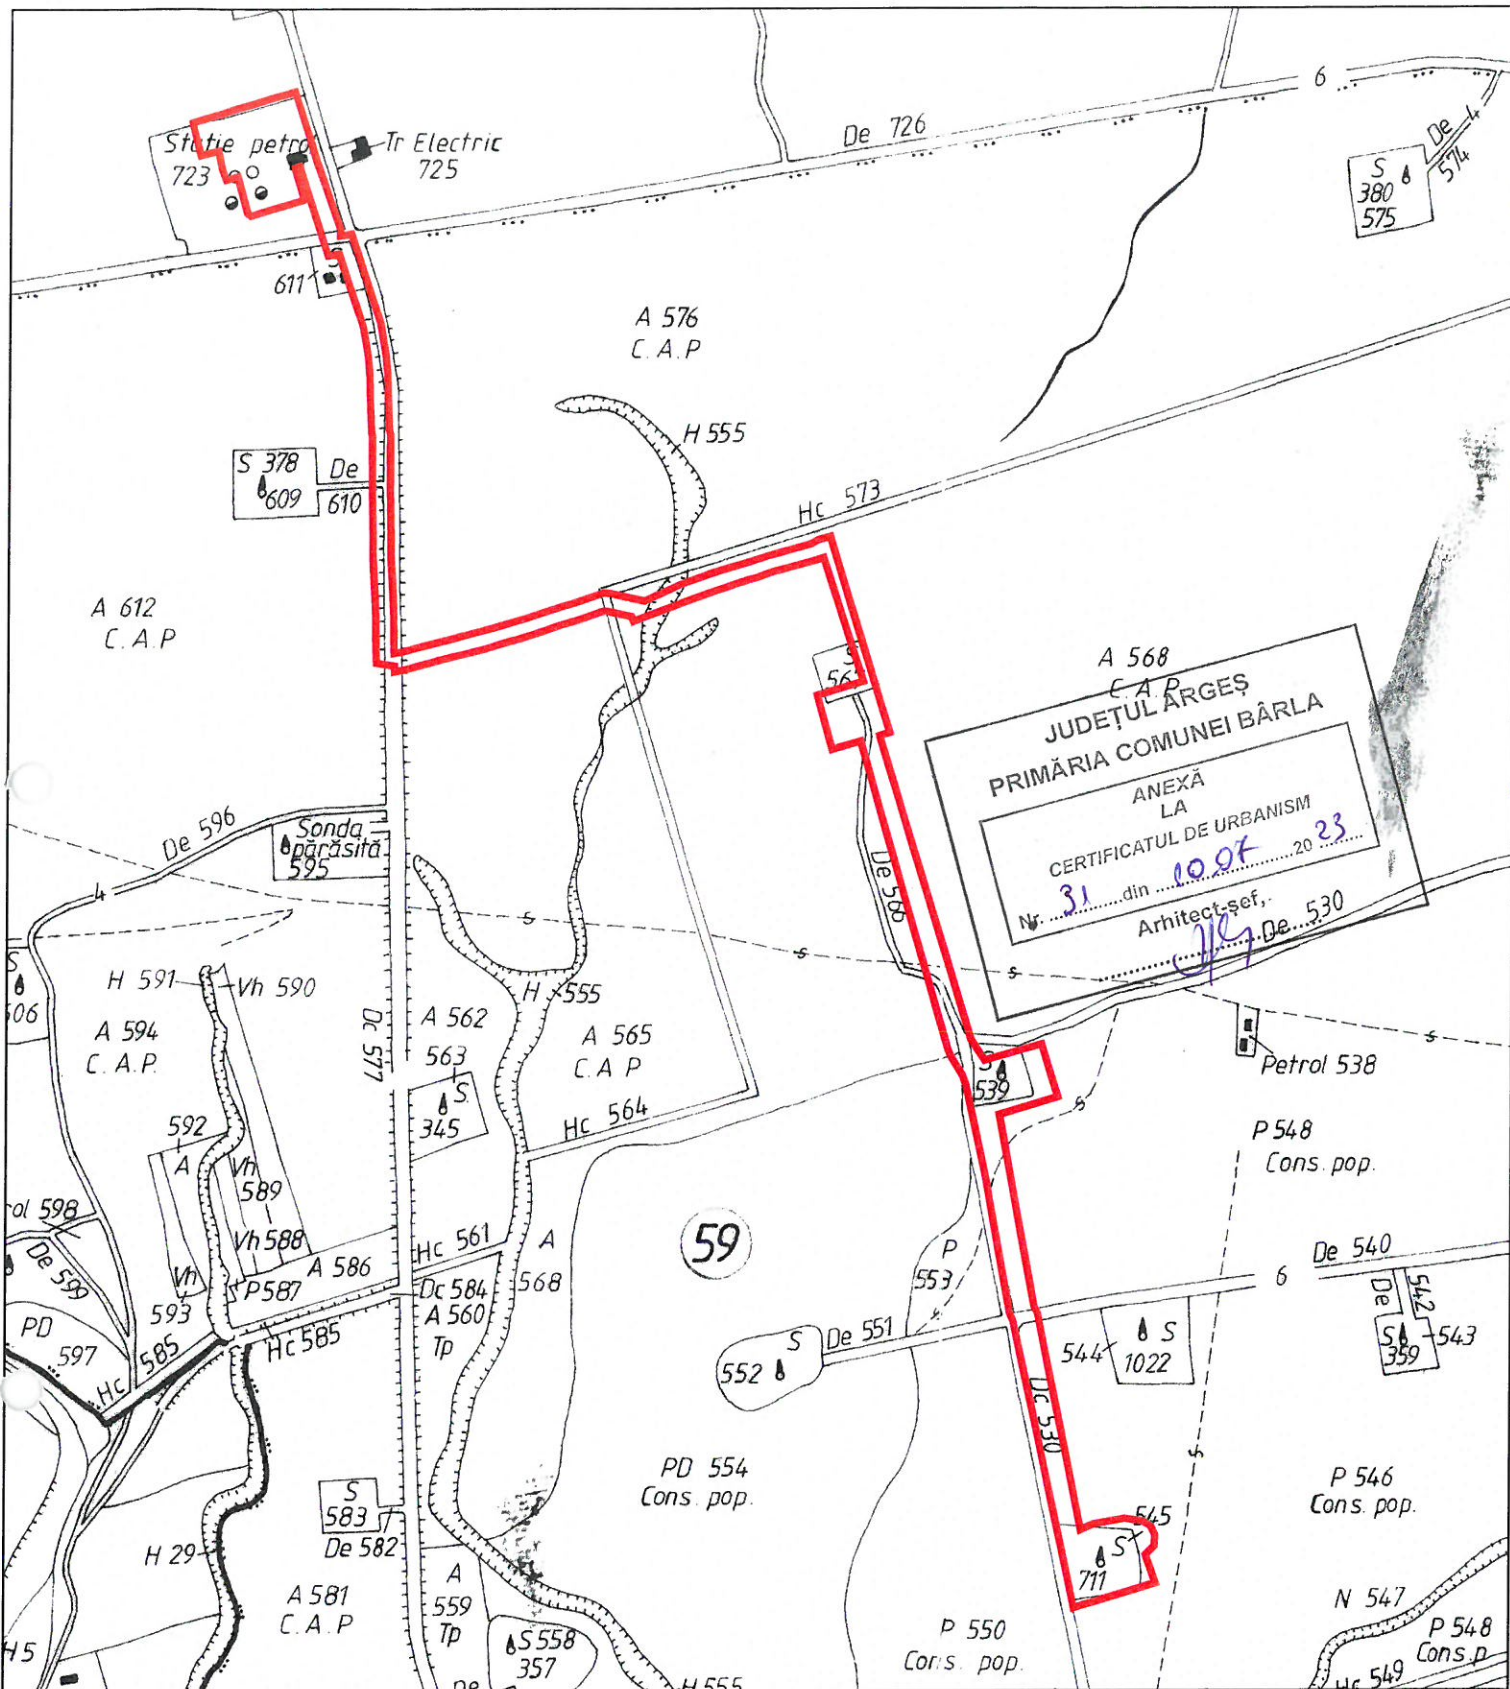 6
De 726
Statie petrol
723
Tr Electric
725
De 4
574
S
380
575
611
S
A 576
C. A. P
H 555
S 378
609
De
610
Hc 573
A 612
C. A. P
S
A 568
C. A. P
JUDEȚUL ARGEȘ
PRIMĂRIA COMUNEI BÂRLA
ANEXĂ
LA
CERTIFICATUL DE URBANISM
Nr. 31 din 10.07 2023
Arhitect-șef,
De 530
De 596
4
Sonda
părăsită
595
De 566
S
S
S
S
S
H 591
Vh 590
H 555
A 594
C. A. P.
Dc 577
A 562
563
S
345
A 565
C. A P
Hc 564
S
539
S
Petrol 538
P 548
Cons. pop.
592
A
Vh
589
Vh 588
P 587
A 586
Vh
593
598
De 599
PD
597
Hc 585
Hc 585
Hc 561
Dc 584
A 560
Tp
A
568
59
P
553
S
De 551
S
552
De 540
6
De 542
S
359
543
544
S
1022
Dc 530
S
PD 554
Cons. pop.
P 546
Cons. pop.
S
583
De 582
H 29
A 581
C. A. P
A
559
Tp
S 558
357
H 555
545
S
711
P 550
Cons. pop.
N 547
P 548
Cons. p
Hc 549
H 5